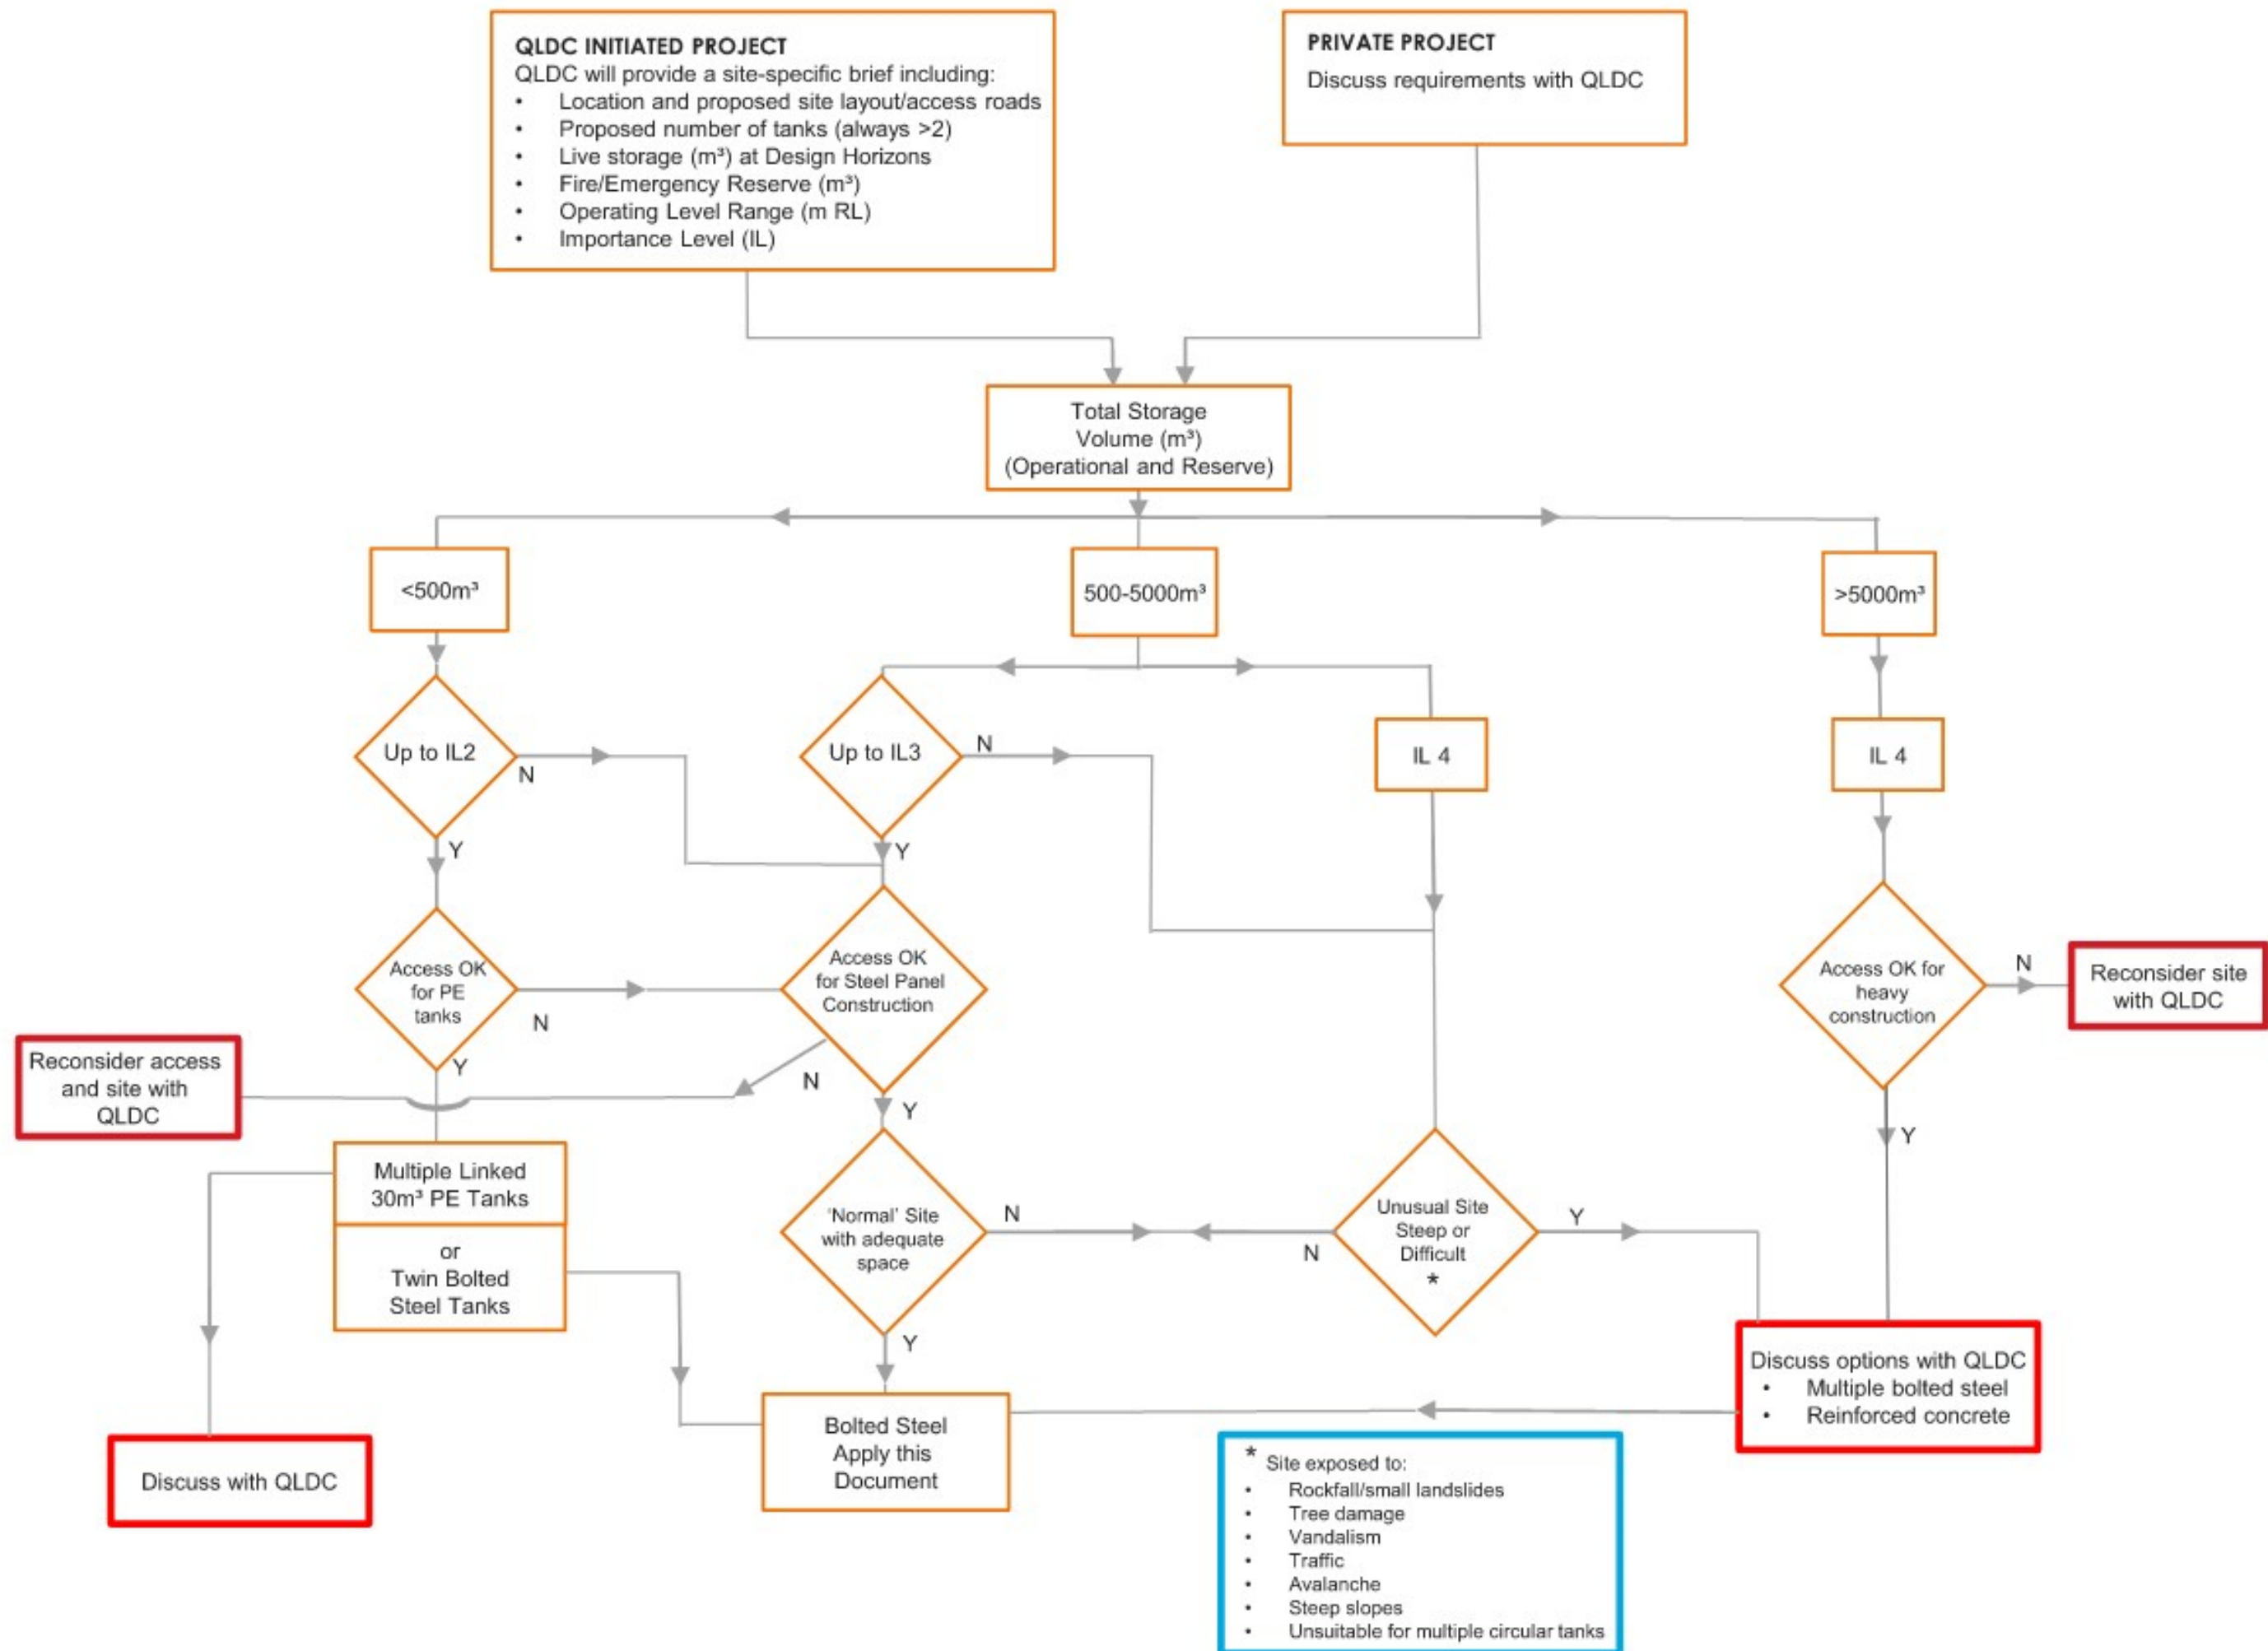 QLDC INITIATED PROJECT
QLDC will provide a site-specific brief including:
• Location and proposed site layout/access roads
• Proposed number of tanks (always >2)
• Live storage (m³) at Design Horizons
• Fire/Emergency Reserve (m³)
• Operating Level Range (m RL)
• Importance Level (IL)
PRIVATE PROJECT
Discuss requirements with QLDC
Total Storage
Volume (m³)
(Operational and Reserve)
<500m³
500-5000m³
>5000m³
Up to IL2
N
Y
Up to IL3
N
Y
IL 4
IL 4
Access OK
for PE
tanks
N
Y
Access OK
for Steel Panel
Construction
N
Y
Access OK for
heavy
construction
N
Y
Reconsider site
with QLDC
Reconsider access
and site with
QLDC
Multiple Linked
30m³ PE Tanks
or
Twin Bolted
Steel Tanks
'Normal' Site
with adequate
space
N
Y
Unusual Site
Steep or
Difficult
*
N
Y
Discuss options with QLDC
• Multiple bolted steel
• Reinforced concrete
Discuss with QLDC
Bolted Steel
Apply this
Document
* Site exposed to:
• Rockfall/small landslides
• Tree damage
• Vandalism
• Traffic
• Avalanche
• Steep slopes
• Unsuitable for multiple circular tanks